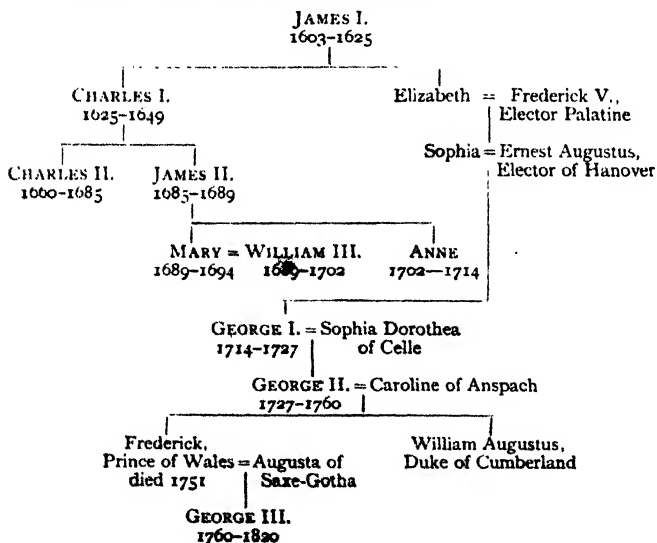 JAMES I.
1603-1625
CHARLES I.
1625-1649
Elizabeth = Frederick V.,
Elector Palatine
CHARLES II.
1660-1685
JAMES II.
1685-1689
Sophia = Ernest Augustus,
Elector of Hanover
MARY = WILLIAM III.
1689-1694 1689-1702
ANNE
1702—1714
GEORGE I. = Sophia Dorothea
1714-1727 of Celle
GEORGE II. = Caroline of Anspach
1727-1760
Frederick,
Prince of Wales = Augusta of
died 1751 Saxe-Gotha
William Augustus,
Duke of Cumberland
GEORGE III.
1760-1820